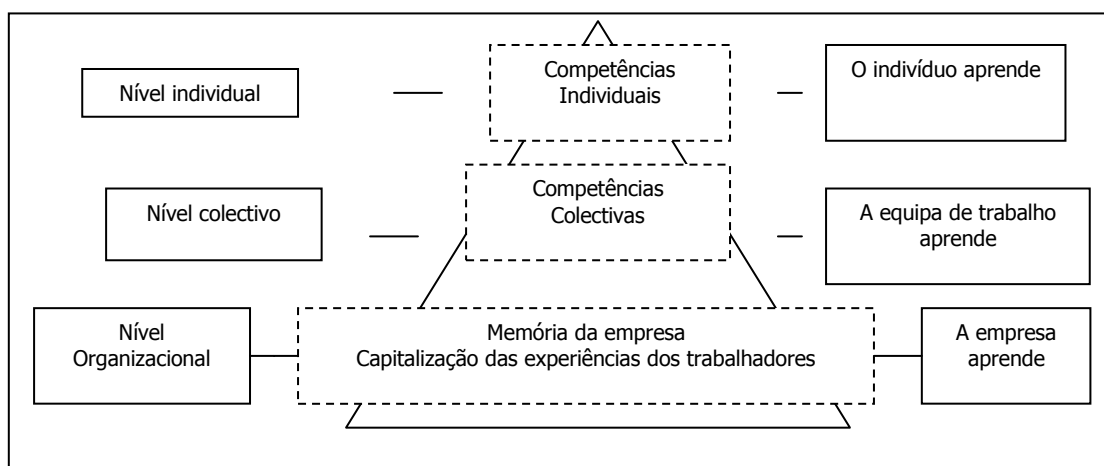 Nível individual
Competências
Individuais
O indivíduo aprende
Nível colectivo
Competências
Colectivas
A equipa de trabalho
aprende
Nível
Organizacional
Memória da empresa
Capitalização das experiências dos trabalhadores
A empresa
aprende